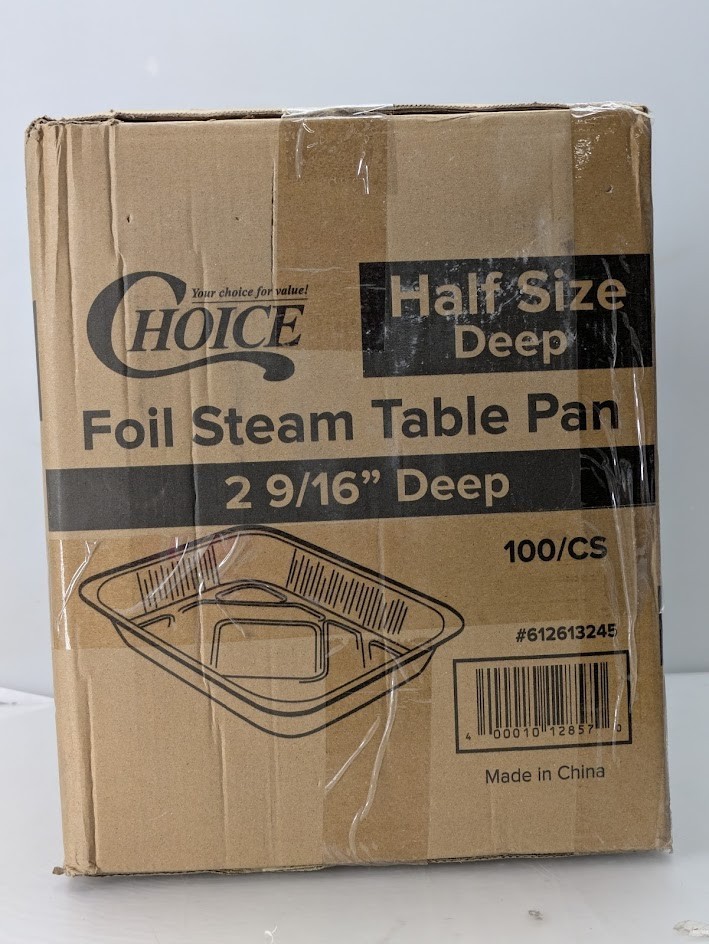 Your choice for value!
CHOICE
Half Size
Deep
Foil Steam Table Pan
2 9/16” Deep
100/CS
#612613245
4 00010 12857 0
Made in China